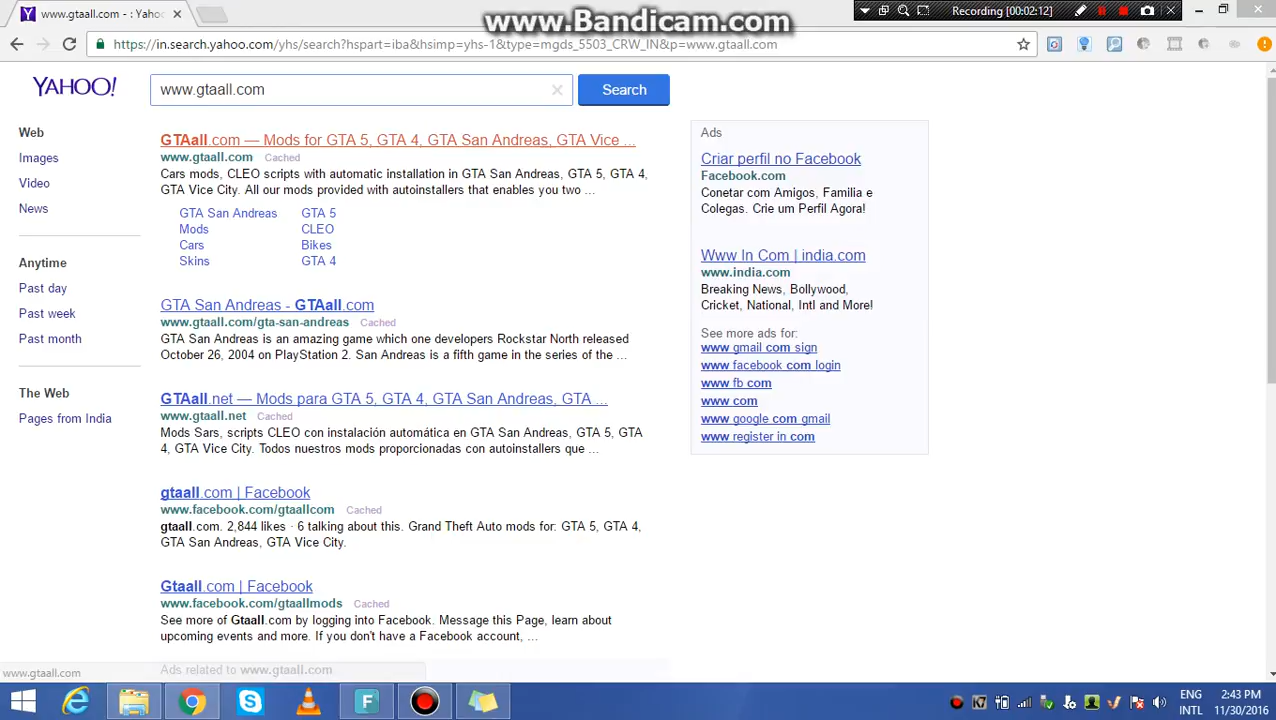 www.gtaall.com - : Yahoo
www.Bandicam.com
Recording [00:02:12]
https://in.search.yahoo.com/yhs/search?hspart=iba&hsimp=yhs-1&type=mgds_5503_CRW_IN&p=www.gtaall.com
YAHOO!
www.gtaall.com
Search
Web
Images
Video
News
Anytime
Past day
Past week
Past month
The Web
Pages from India
GTAall.com — Mods for GTA 5, GTA 4, GTA San Andreas, GTA Vice ...
www.gtaall.com Cached
Cars mods, CLEO scripts with automatic installation in GTA San Andreas, GTA 5, GTA 4,
GTA Vice City. All our mods provided with autoinstallers that enables you two ...
GTA San Andreas GTA 5
Mods CLEO
Cars Bikes
Skins GTA 4
GTA San Andreas - GTAall.com
www.gtaall.com/gta-san-andreas Cached
GTA San Andreas is an amazing game which one developers Rockstar North released
October 26, 2004 on PlayStation 2. San Andreas is a fifth game in the series of the ...
GTAall.net — Mods para GTA 5, GTA 4, GTA San Andreas, GTA ...
www.gtaall.net Cached
Mods Sars, scripts CLEO con instalación automática en GTA San Andreas, GTA 5, GTA
4, GTA Vice City. Todos nuestros mods proporcionadas con autoinstallers que ...
gtaall.com | Facebook
www.facebook.com/gtaallcom Cached
gtaall.com. 2,844 likes · 6 talking about this. Grand Theft Auto mods for: GTA 5, GTA 4,
GTA San Andreas, GTA Vice City.
Gtaall.com | Facebook
www.facebook.com/gtaallmods Cached
See more of Gtaall.com by logging into Facebook. Message this Page, learn about
upcoming events and more. If you don't have a Facebook account, ...
Ads related to www.gtaall.com
Ads
Criar perfil no Facebook
Facebook.com
Conetar com Amigos, Familia e
Colegas. Crie um Perfil Agora!
Www In Com | india.com
www.india.com
Breaking News, Bollywood,
Cricket, National, Intl and More!
See more ads for:
www gmail com sign
www facebook com login
www fb com
www com
www google com gmail
www register in com
www.gtaall.com
ENG
INTL
2:43 PM
11/30/2016